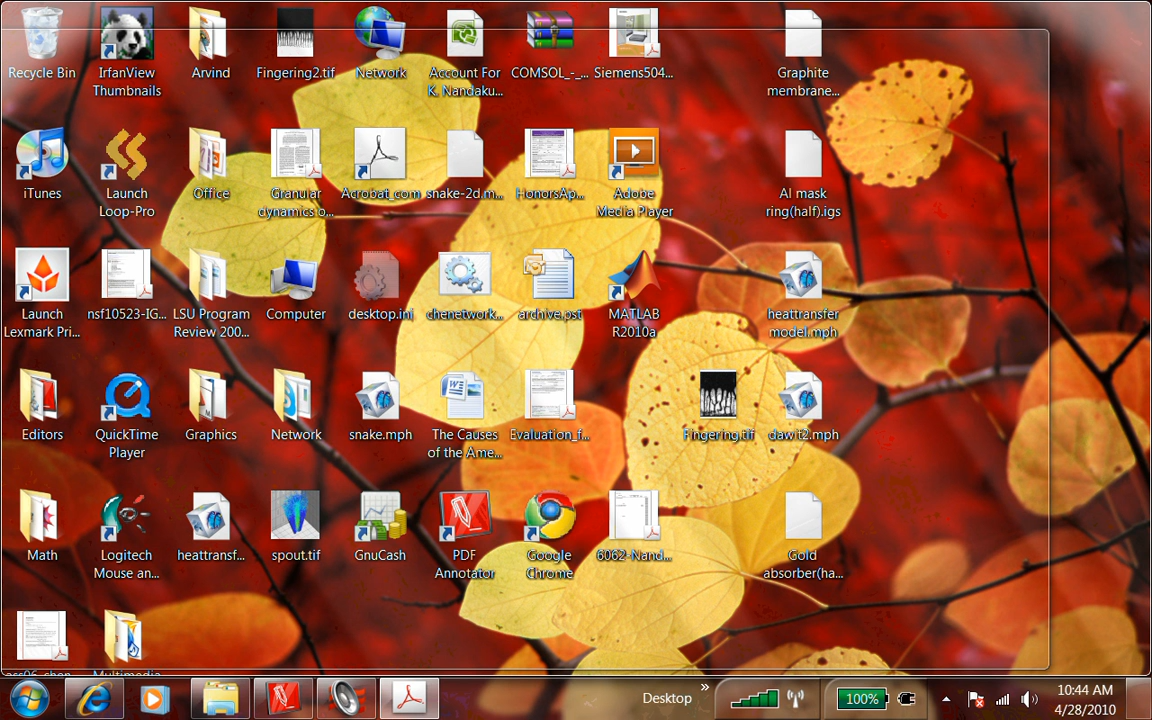 Recycle Bin
IrfanView
Thumbnails
Arvind
Fingering2.tif
Network
Account For
K. Nandaku...
COMSOL_-_...
Siemens504...
Graphite
membrane...
iTunes
Launch
Loop-Pro
Office
Granular
dynamics o...
Acrobat_com
snake-2d.m...
HonorsAp...
Adobe
Media Player
Al mask
ring(half).igs
Launch
Lexmark Pri...
nsf10523-IG...
LSU Program
Review 200...
Computer
desktop.ini
chenetwork...
archive.pst
MATLAB
R2010a
heattransfer
model.mph
Editors
QuickTime
Player
Graphics
Network
snake.mph
The Causes
of the Ame...
Evaluation_f...
Fingering.tif
dawit2.mph
Math
Logitech
Mouse an...
heattransf...
spout.tif
GnuCash
PDF
Annotator
Google
Chrome
6062-Nand...
Gold
absorber(ha...
Multimedia
Desktop
»
100%
10:44 AM
4/28/2010